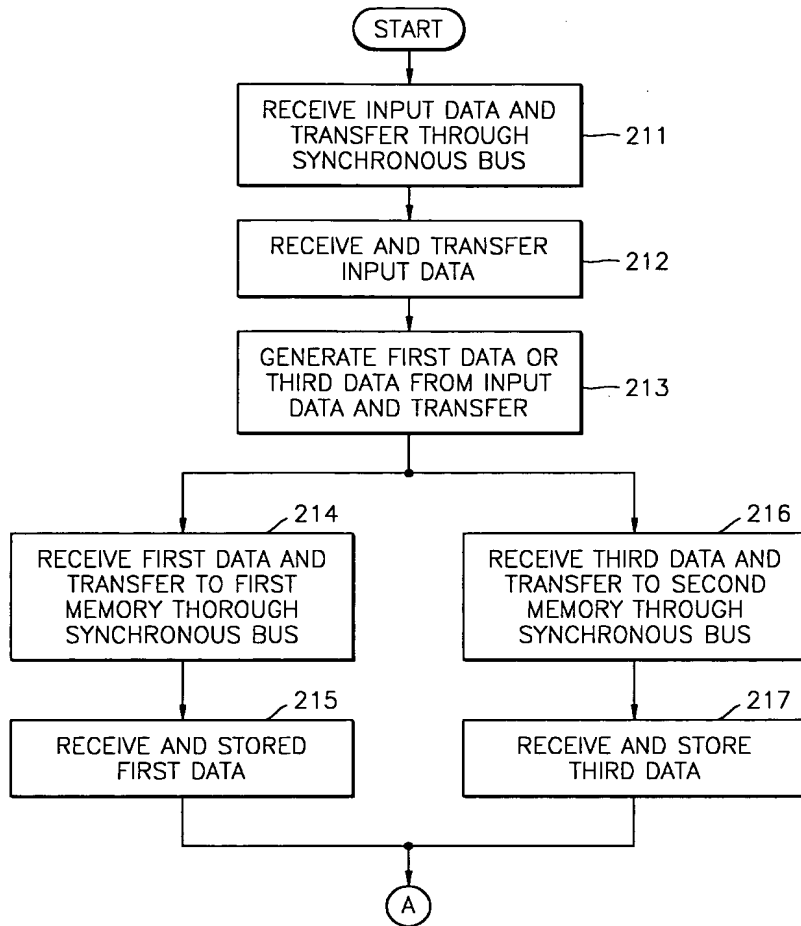 START
RECEIVE INPUT DATA AND
TRANSFER THROUGH
SYNCHRONOUS BUS
211
RECEIVE AND TRANSFER
INPUT DATA
212
GENERATE FIRST DATA OR
THIRD DATA FROM INPUT
DATA AND TRANSFER
213
214
RECEIVE FIRST DATA AND
TRANSFER TO FIRST
MEMORY THOROUGH
SYNCHRONOUS BUS
216
RECEIVE THIRD DATA AND
TRANSFER TO SECOND
MEMORY THROUGH
SYNCHRONOUS BUS
215
RECEIVE AND STORED
FIRST DATA
217
RECEIVE AND STORE
THIRD DATA
A